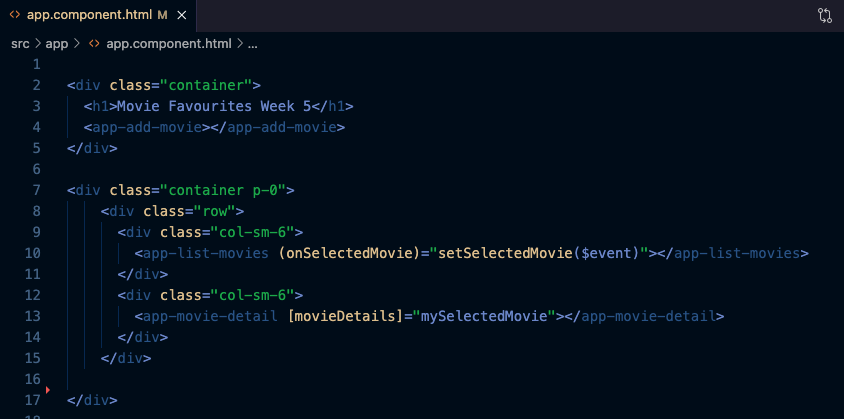 <> app.component.html M ×
src > app > <> app.component.html > ...
1
2 <div class="container">
3 <h1>Movie Favourites Week 5</h1>
4 <app-add-movie></app-add-movie>
5 </div>
6
7 <div class="container p-0">
8 <div class="row">
9 <div class="col-sm-6">
10 <app-list-movies (onSelectedMovie)="setSelectedMovie($event)"></app-list-movies>
11 </div>
12 <div class="col-sm-6">
13 <app-movie-detail [movieDetails]="mySelectedMovie"></app-movie-detail>
14 </div>
15 </div>
16
17 </div>
18